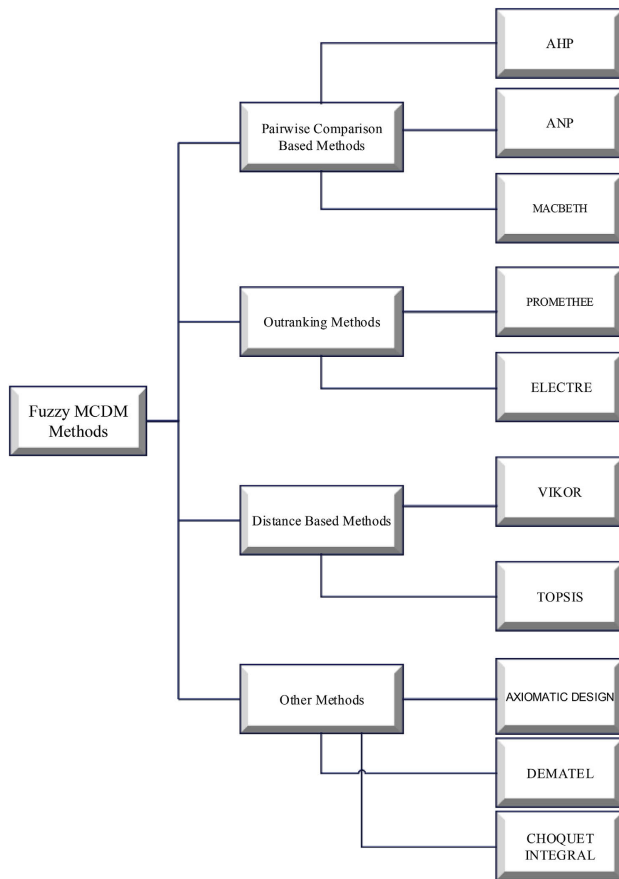 AHP
Pairwise Comparison
Based Methods
ANP
MACBETH
PROMETHEE
Outranking Methods
ELECTRE
Fuzzy MCDM
Methods
VIKOR
Distance Based Methods
TOPSIS
AXIOMATIC DESIGN
Other Methods
DEMATEL
CHOQUET
INTEGRAL